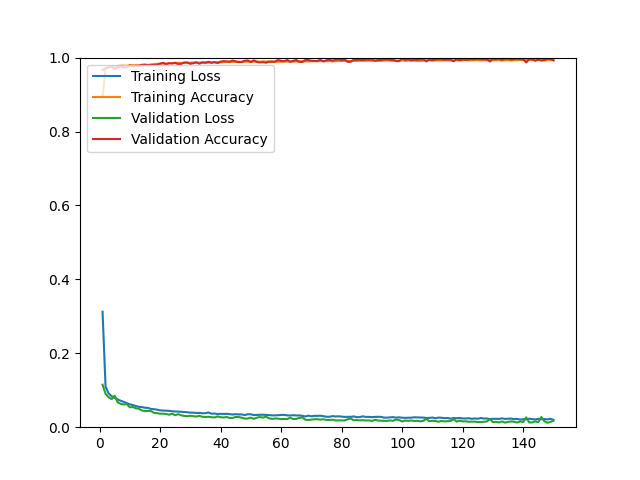 1.0
0.8
0.6
0.4
0.2
0.0
Training Loss
Training Accuracy
Validation Loss
Validation Accuracy
0 20 40 60 80 100 120 140